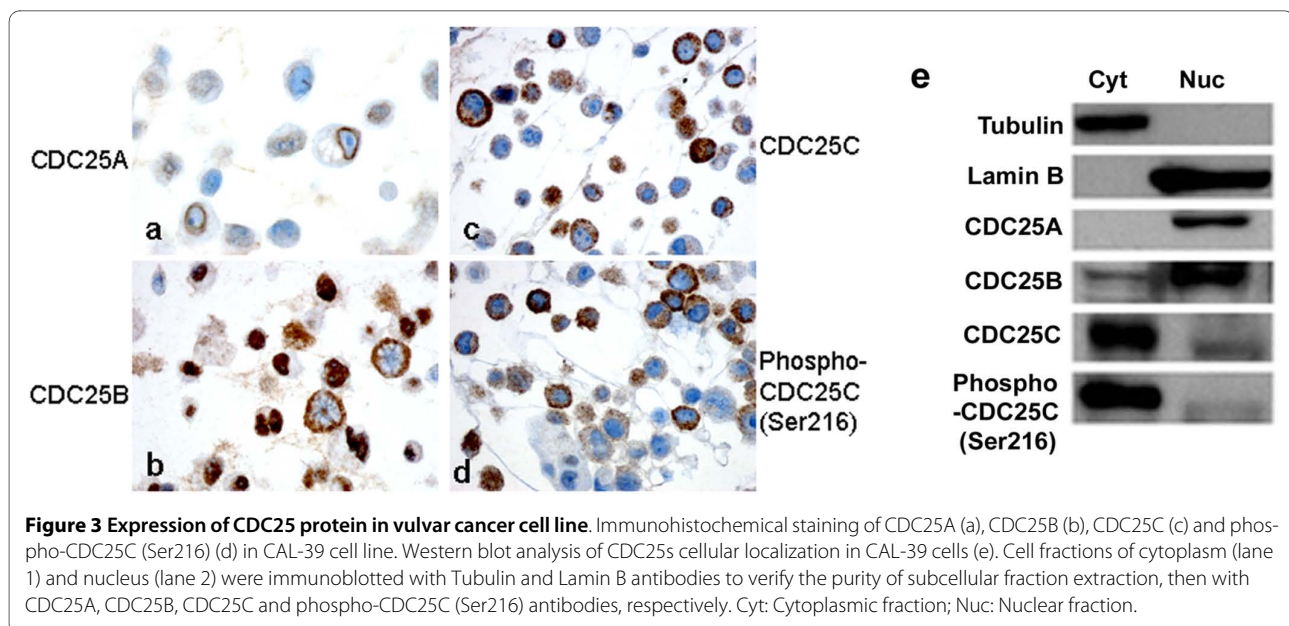 CDC25A
a
c
CDC25C
CDC25B
b
d
Phospho-
CDC25C
(Ser216)
e
Cyt Nuc
Tubulin
Lamin B
CDC25A
CDC25B
CDC25C
Phospho
-CDC25C
(Ser216)
Figure 3 Expression of CDC25 protein in vulvar cancer cell line. Immunohistochemical staining of CDC25A (a), CDC25B (b), CDC25C (c) and phos-
pho-CDC25C (Ser216) (d) in CAL-39 cell line. Western blot analysis of CDC25s cellular localization in CAL-39 cells (e). Cell fractions of cytoplasm (lane
1) and nucleus (lane 2) were immunoblotted with Tubulin and Lamin B antibodies to verify the purity of subcellular fraction extraction, then with
CDC25A, CDC25B, CDC25C and phospho-CDC25C (Ser216) antibodies, respectively. Cyt: Cytoplasmic fraction; Nuc: Nuclear fraction.